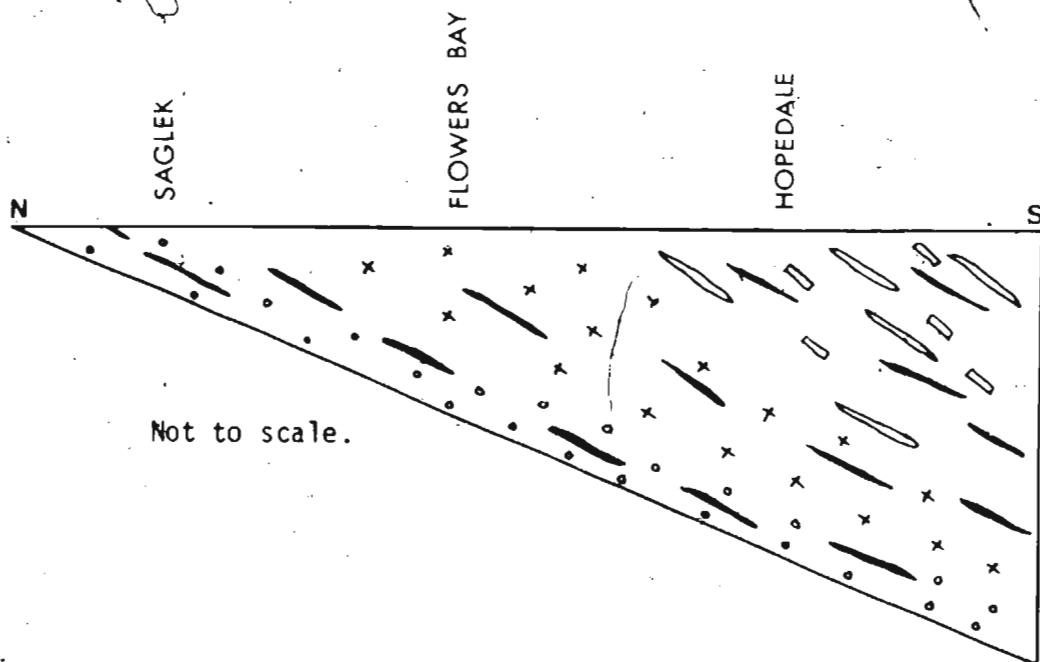 SAGLEK
FLOWERS BAY
HOPEDALE
N
S
Not to scale.